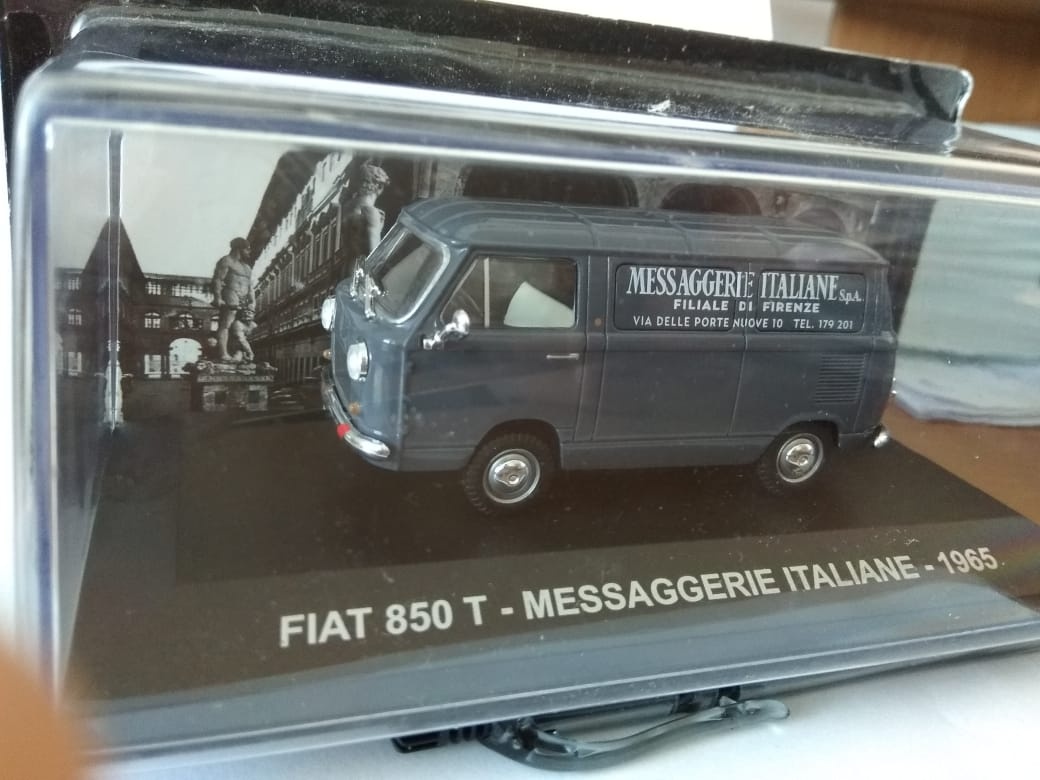 MESSAGGERIE ITALIANE S.p.A.
FILIALE DI FIRENZE
VIA DELLE PORTE NUOVE 10 TEL. 179 201
FIAT 850 T - MESSAGGERIE ITALIANE - 1965